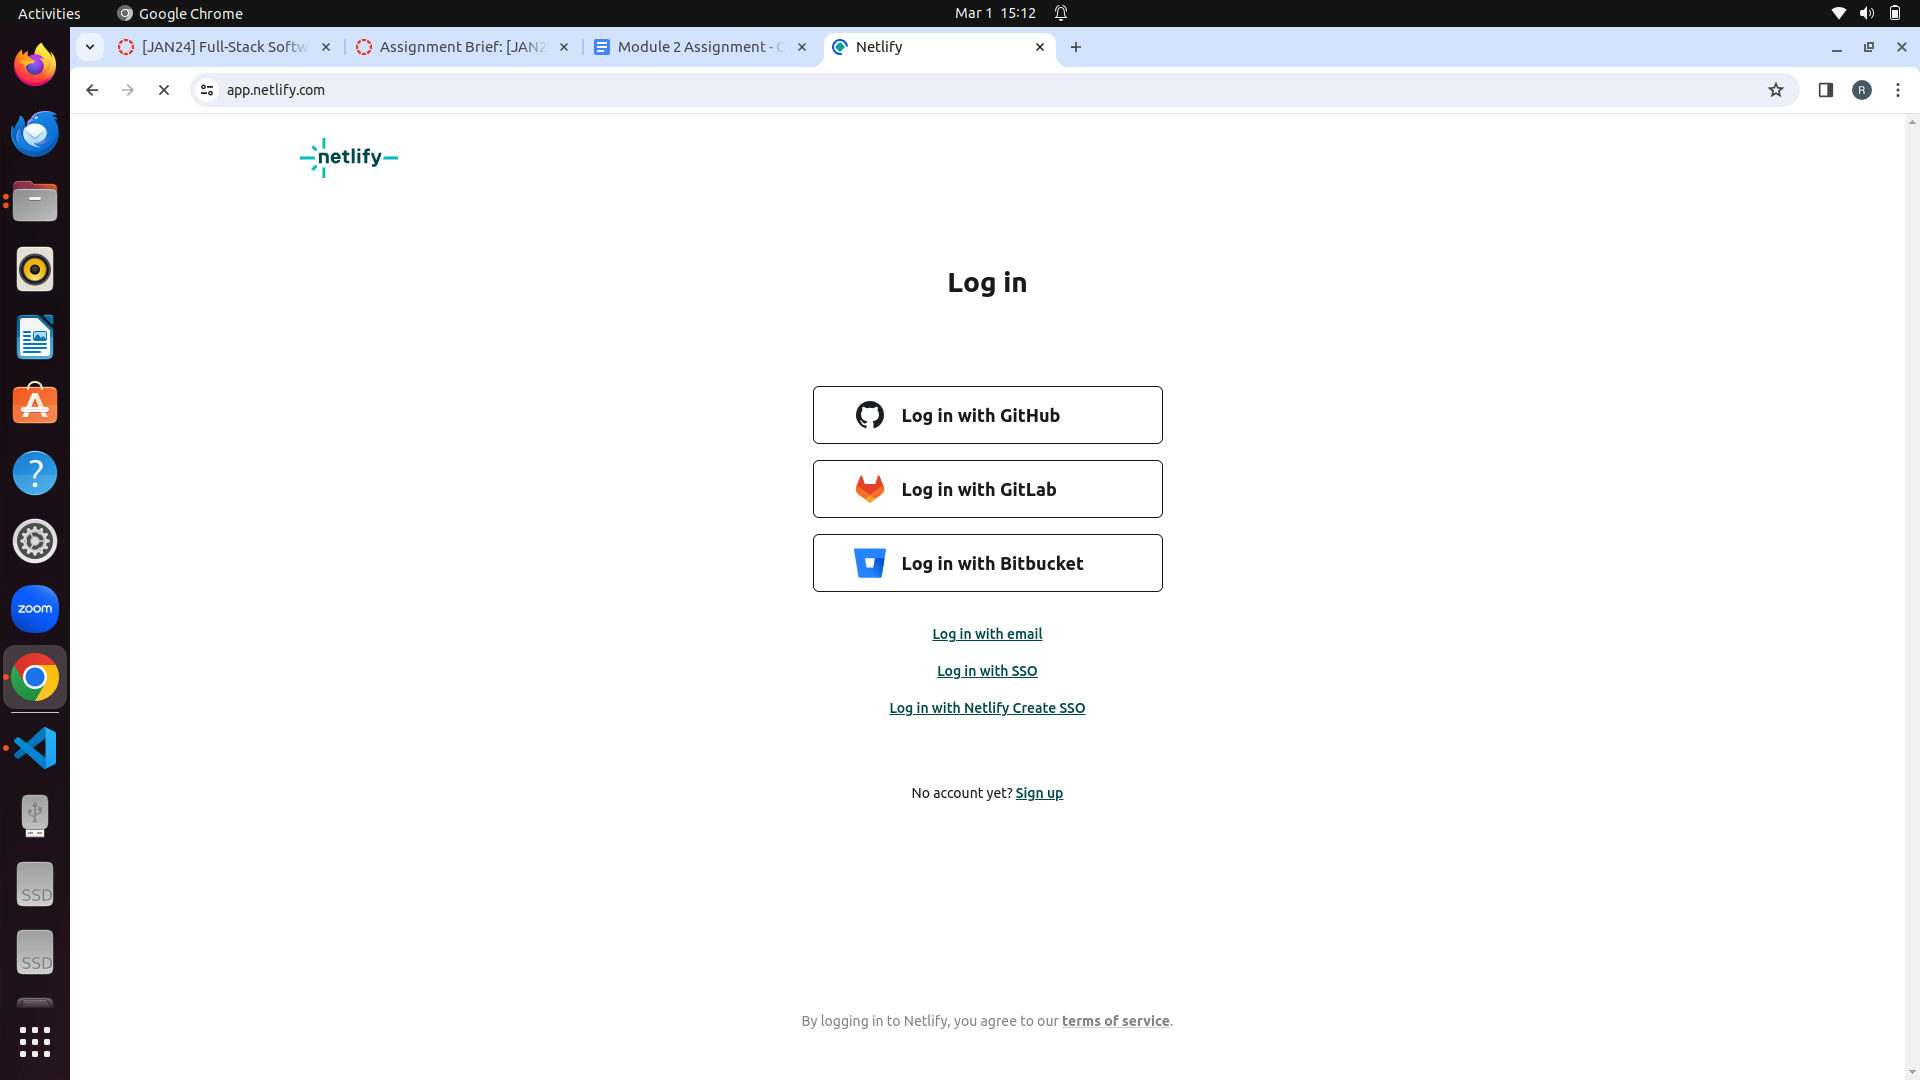 Activities
Google Chrome
Mar 1 15:12
[JAN24] Full-Stack Softw
Assignment Brief: [JAN2
Module 2 Assignment - G
Netlify
app.netlify.com
R
netlify
Log in
Log in with GitHub
Log in with GitLab
Log in with Bitbucket
Log in with email
Log in with SSO
Log in with Netlify Create SSO
No account yet? Sign up
By logging in to Netlify, you agree to our terms of service.
zoom
SSD
SSD